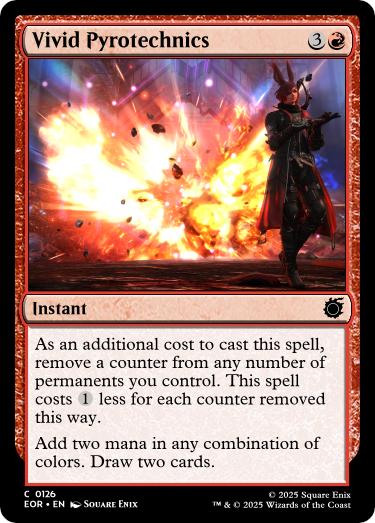 Vivid Pyrotechnics 3
Instant
As an additional cost to cast this spell,
remove a counter from any number of
permanents you control. This spell
costs 1 less for each counter removed
this way.
Add two mana in any combination of
colors. Draw two cards.
C 0126 © 2025 Square Enix
EOR • EN Square Enix ™ & © 2025 Wizards of the Coast